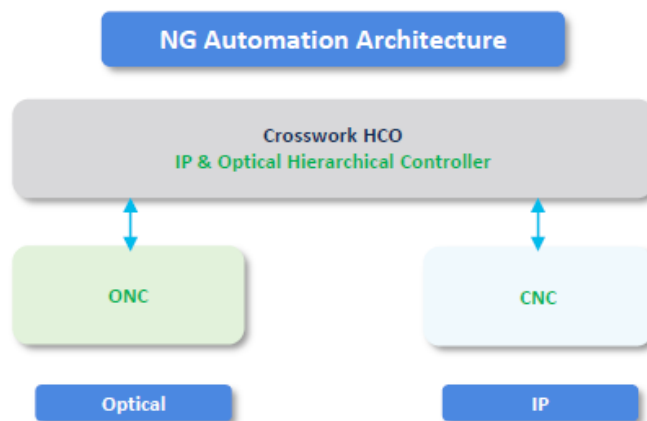 NG Automation Architecture
Crosswork HCO
IP & Optical Hierarchical Controller
ONC
CNC
Optical
IP